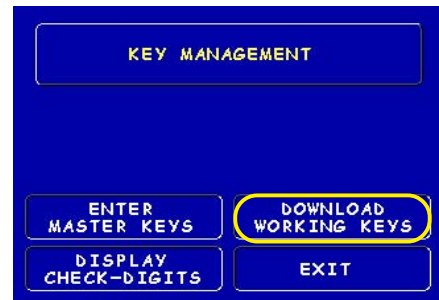 KEY MANAGEMENT
ENTER
MASTER KEYS
DOWNLOAD
WORKING KEYS
DISPLAY
CHECK-DIGITS
EXIT